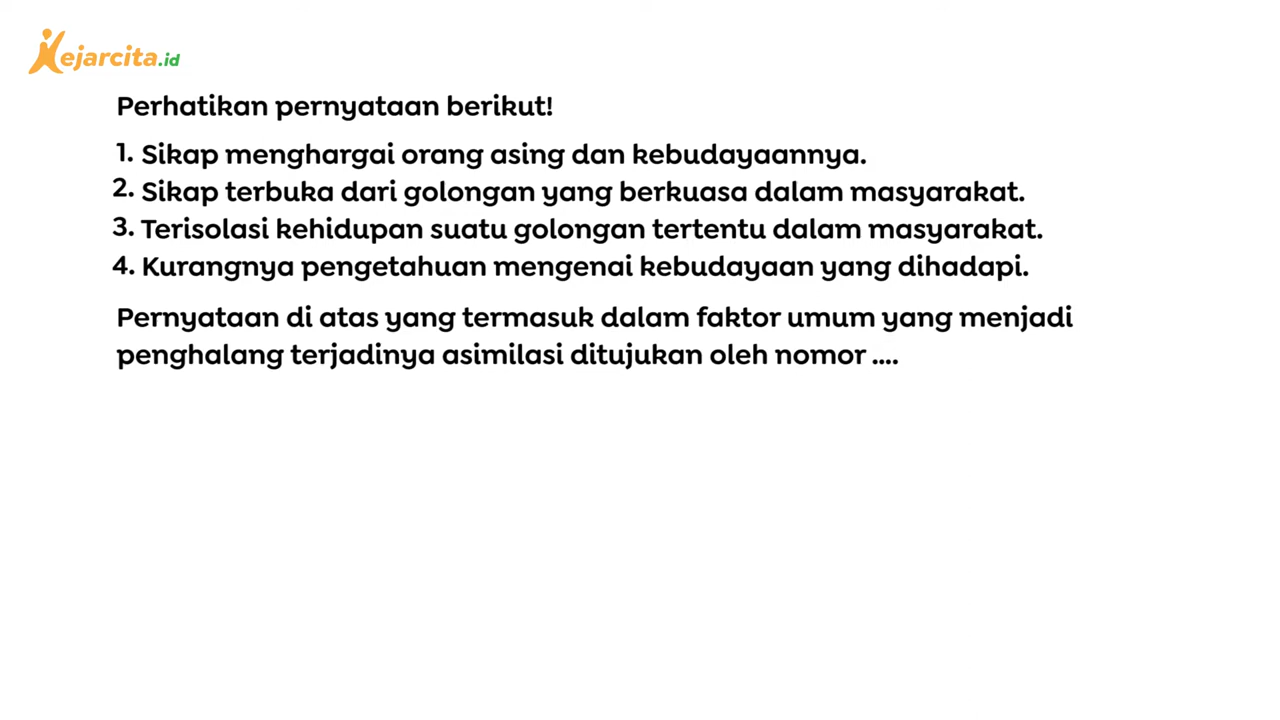 Kejarcita.id
Perhatikan pernyataan berikut!
1. Sikap menghargai orang asing dan kebudayaannya.
2. Sikap terbuka dari golongan yang berkuasa dalam masyarakat.
3. Terisolasi kehidupan suatu golongan tertentu dalam masyarakat.
4. Kurangnya pengetahuan mengenai kebudayaan yang dihadapi.
Pernyataan di atas yang termasuk dalam faktor umum yang menjadi
penghalang terjadinya asimilasi ditujukan oleh nomor ....